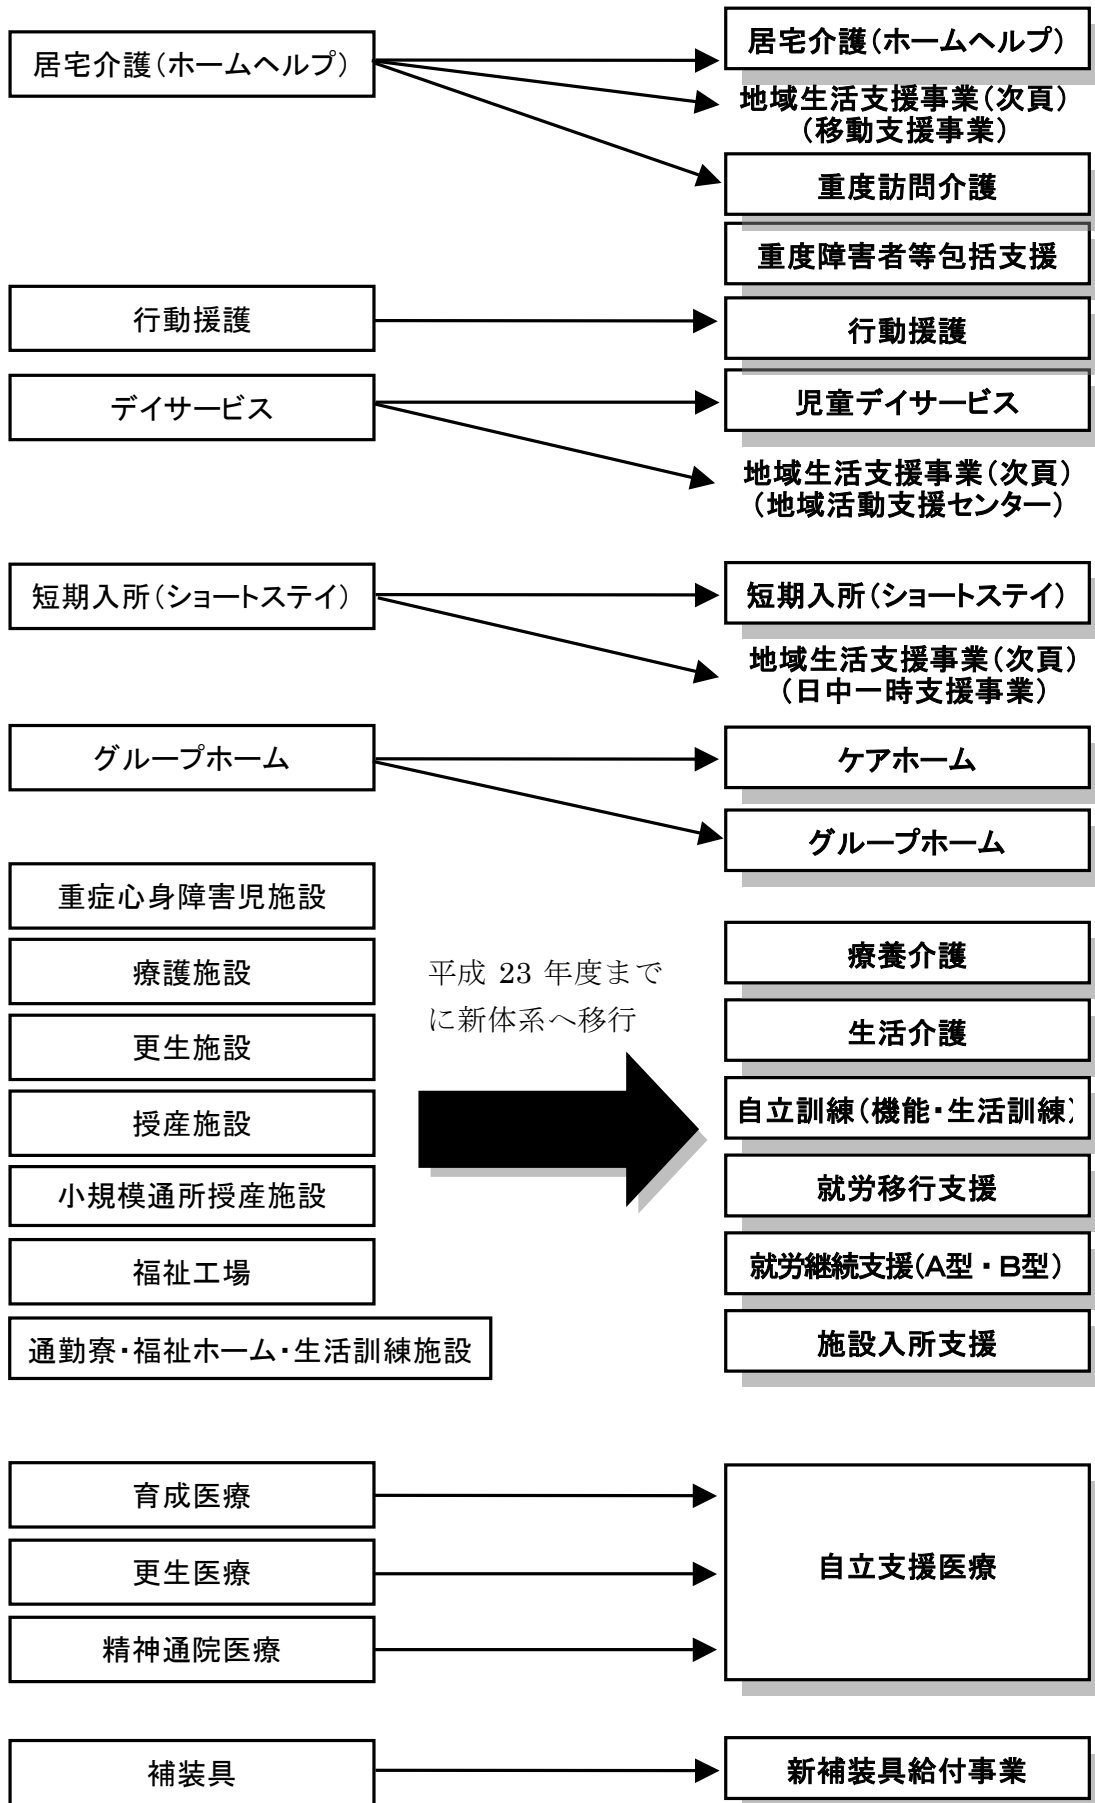 居宅介護(ホームヘルプ)
居宅介護(ホームヘルプ)
地域生活支援事業(次頁)
(移動支援事業)
重度訪問介護
重度障害者等包括支援
行動援護
行動援護
デイサービス
児童デイサービス
地域生活支援事業(次頁)
(地域活動支援センター)
短期入所(ショートステイ)
短期入所(ショートステイ)
地域生活支援事業(次頁)
(日中一時支援事業)
グループホーム
ケアホーム
グループホーム
重症心身障害児施設
療護施設
更生施設
授産施設
小規模通所授産施設
福祉工場
通勤寮・福祉ホーム・生活訓練施設
平成 23 年度まで
に新体系へ移行
療養介護
生活介護
自立訓練(機能・生活訓練)
就労移行支援
就労継続支援(A型・B型)
施設入所支援
育成医療
更生医療
精神通院医療
自立支援医療
補装具
新補装具給付事業